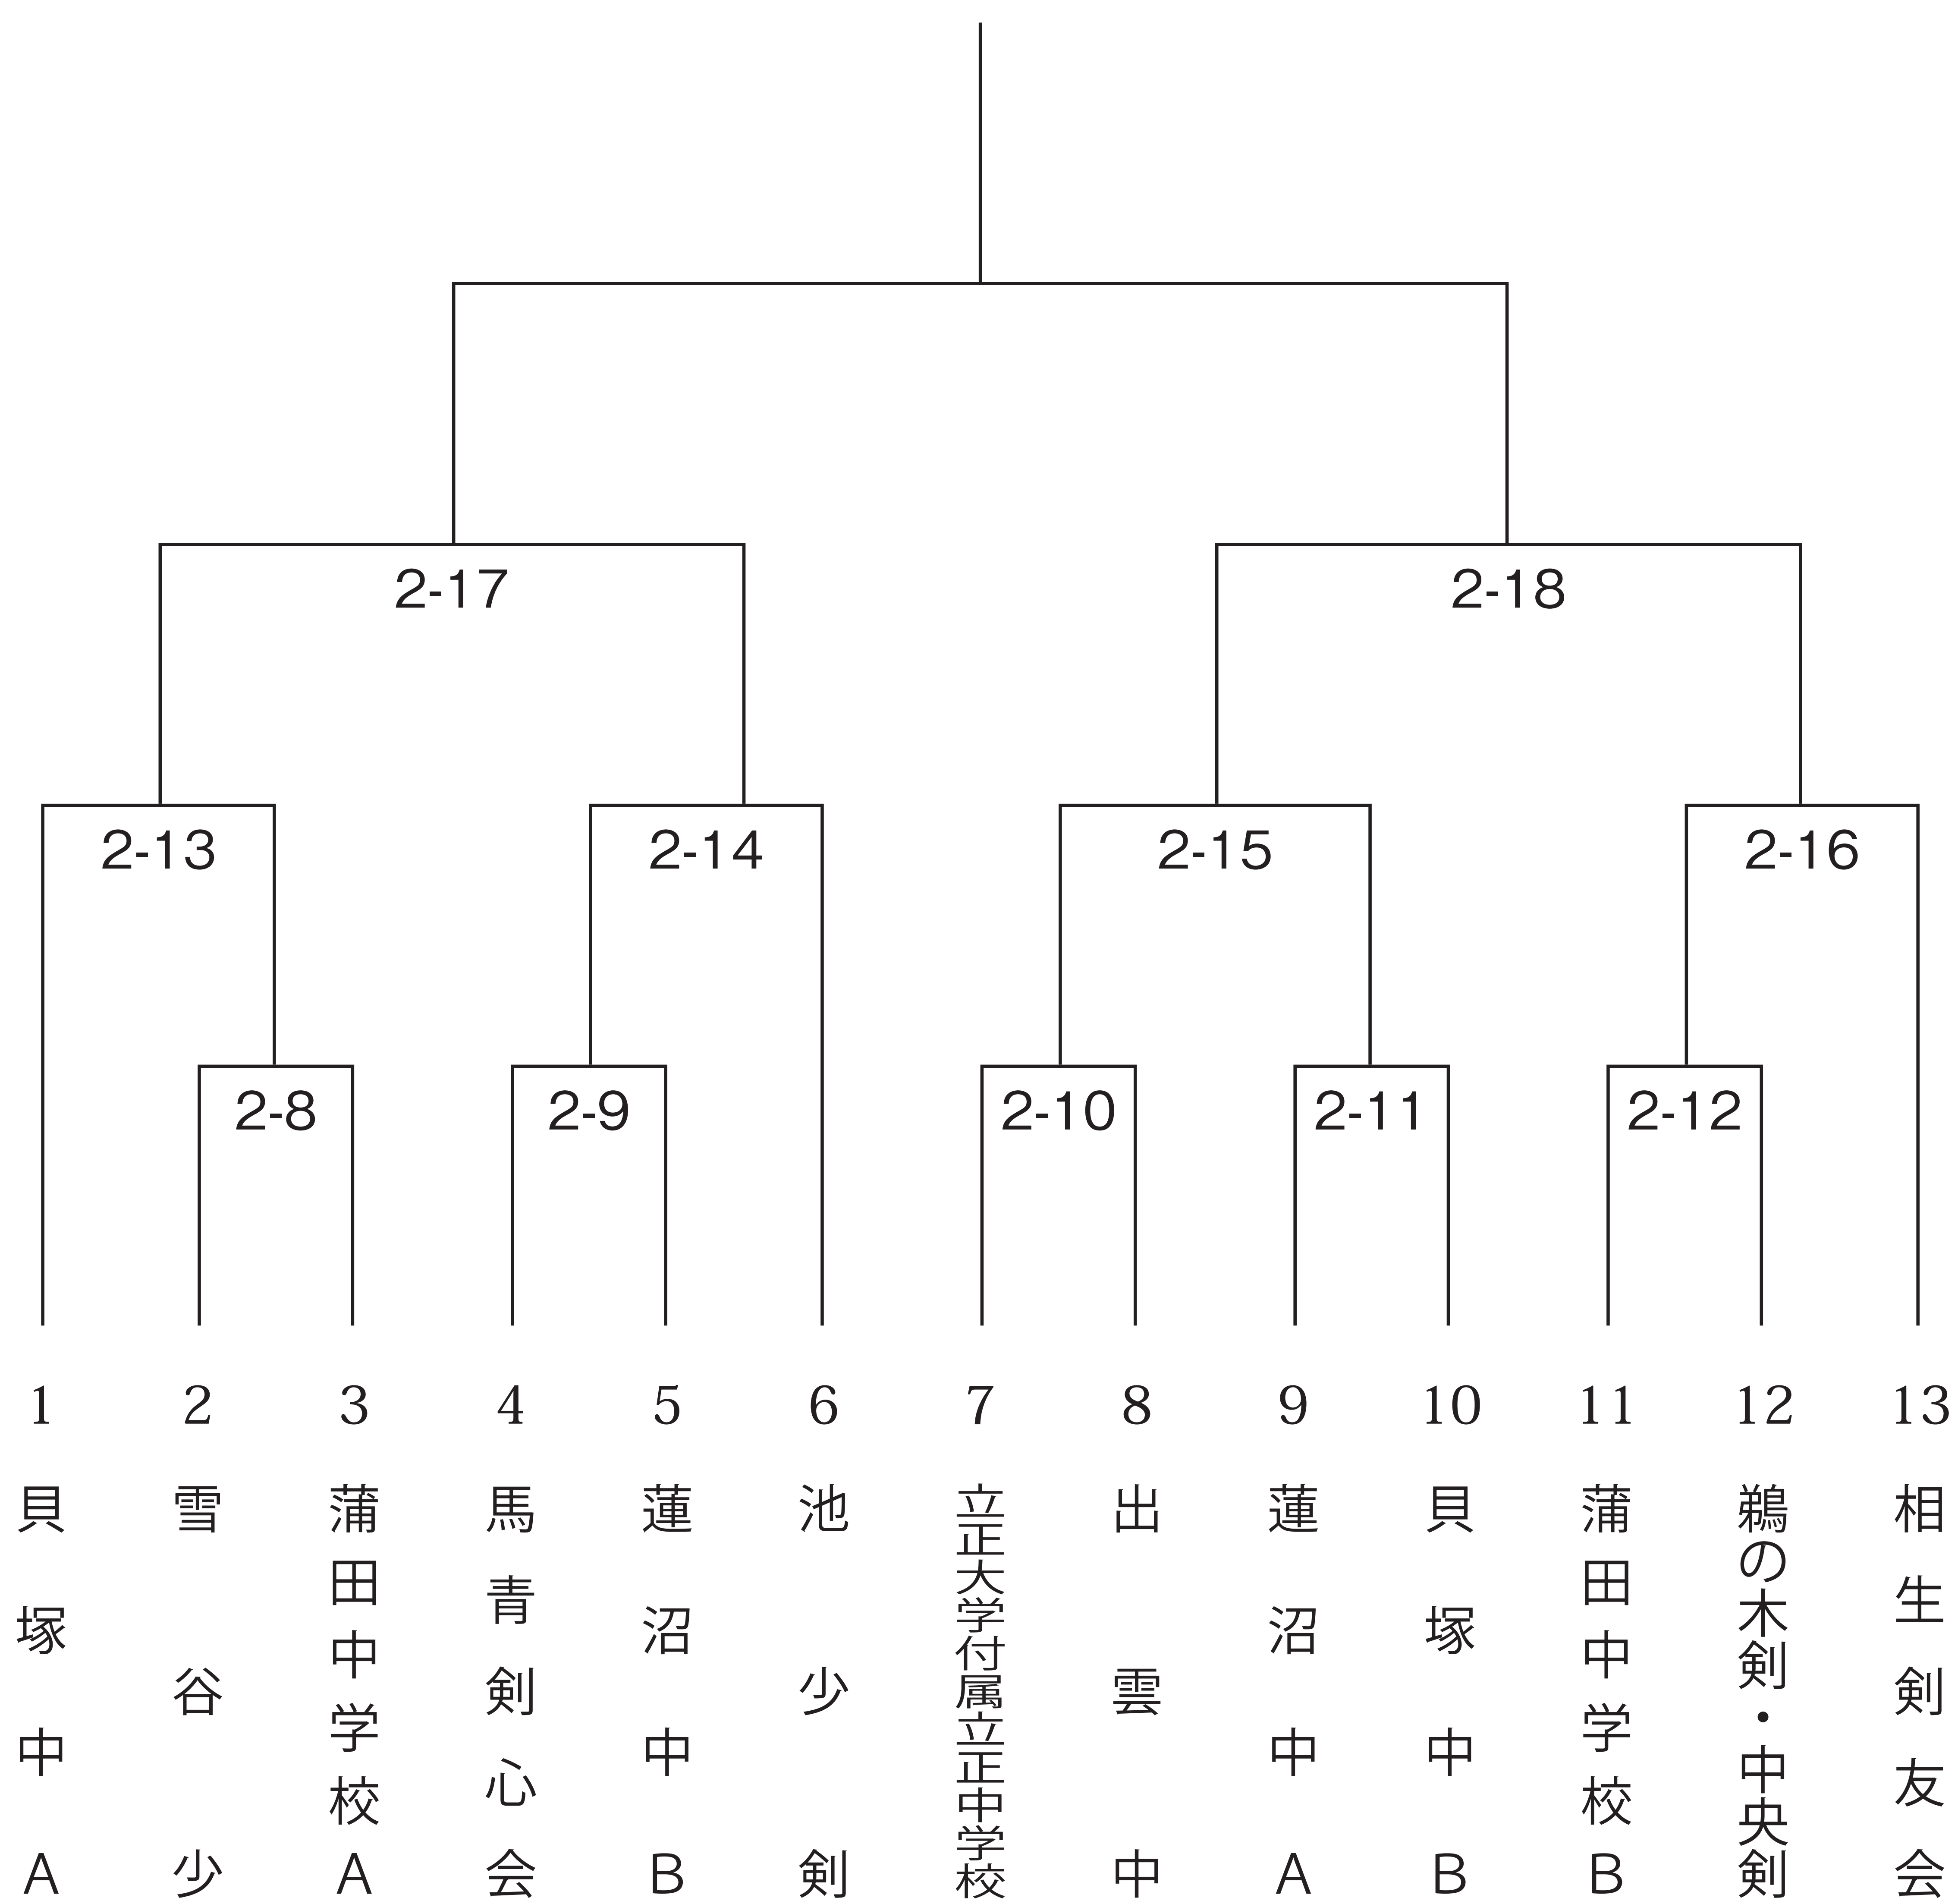 2-17
2-18
2-13
2-14
2-15
2-16
2-8
2-9
2-10
2-11
2-12
1
2
3
4
5
6
7
8
9
10
11
12
13
貝塚中A
雪谷少
蒲田中学校A
馬青剣心会
蓮沼中B
池少剣
立正大学付属立正中学校
出雲中
蓮沼中A
貝塚中B
蒲田中学校B
鵜の木剣・中央剣
相生剣友会